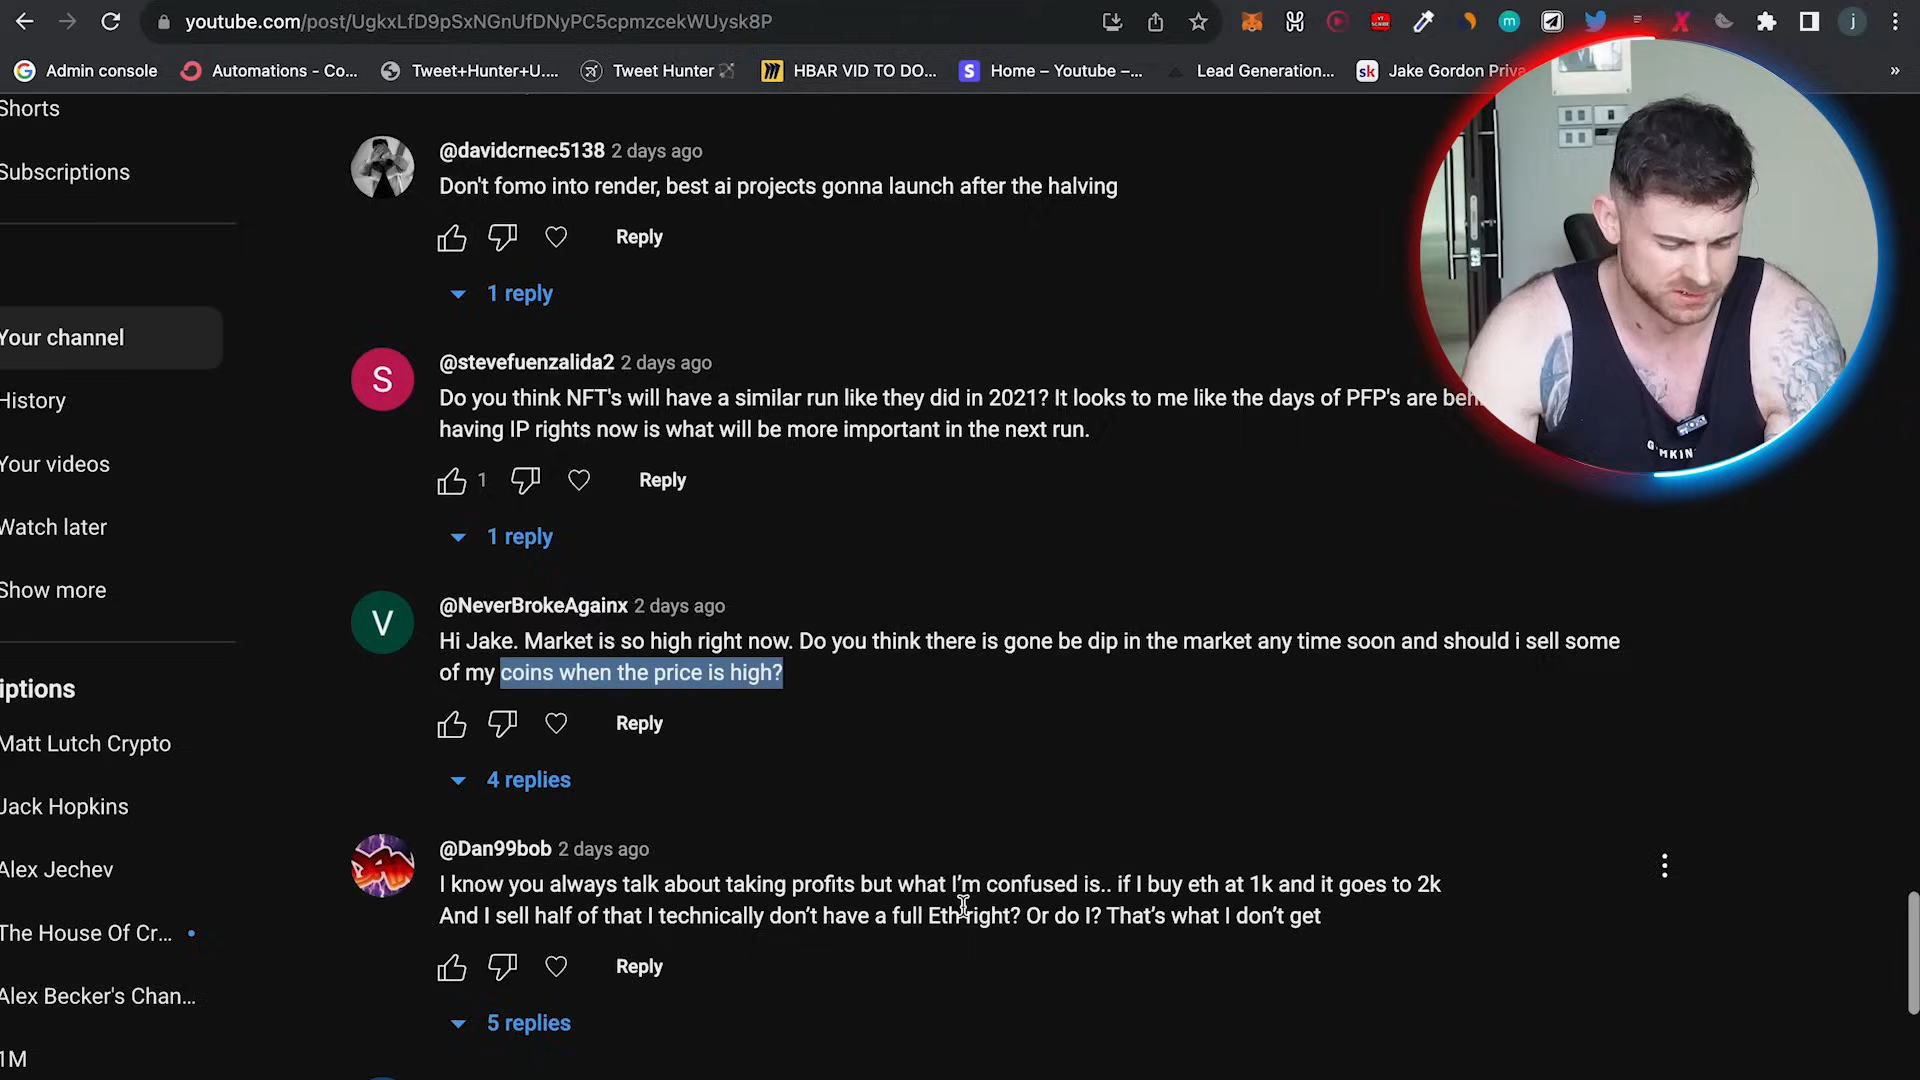 youtube.com/post/UgkxLfD9pSxNGnUfDNyPC5cpmzcekWUysk8P
YT
m
X
j
Admin console
Automations - Co...
Tweet+Hunter+U....
Tweet Hunter
HBAR VID TO DO...
S
Home – Youtube –...
Lead Generation...
sk
Jake Gordon Priva
»
Shorts
Subscriptions
Your channel
History
Your videos
Watch later
Show more
iptions
Matt Lutch Crypto
Jack Hopkins
Alex Jechev
The House Of Cr...
Alex Becker's Chan...
1M
@davidcrnec5138 2 days ago
Don't fomo into render, best ai projects gonna launch after the halving
Reply
1 reply
S
@stevefuenzalida2 2 days ago
Do you think NFT's will have a similar run like they did in 2021? It looks to me like the days of PFP's are
having IP rights now is what will be more important in the next run.
1
Reply
1 reply
V
@NeverBrokeAgainx 2 days ago
Hi Jake. Market is so high right now. Do you think there is gone be dip in the market any time soon and should i sell some
of my coins when the price is high?
Reply
4 replies
DAN
@Dan99bob 2 days ago
I know you always talk about taking profits but what I'm confused is.. if I buy eth at 1k and it goes to 2k
And I sell half of that I technically don't have a full Eth right? Or do I? That's what I don't get
Reply
5 replies